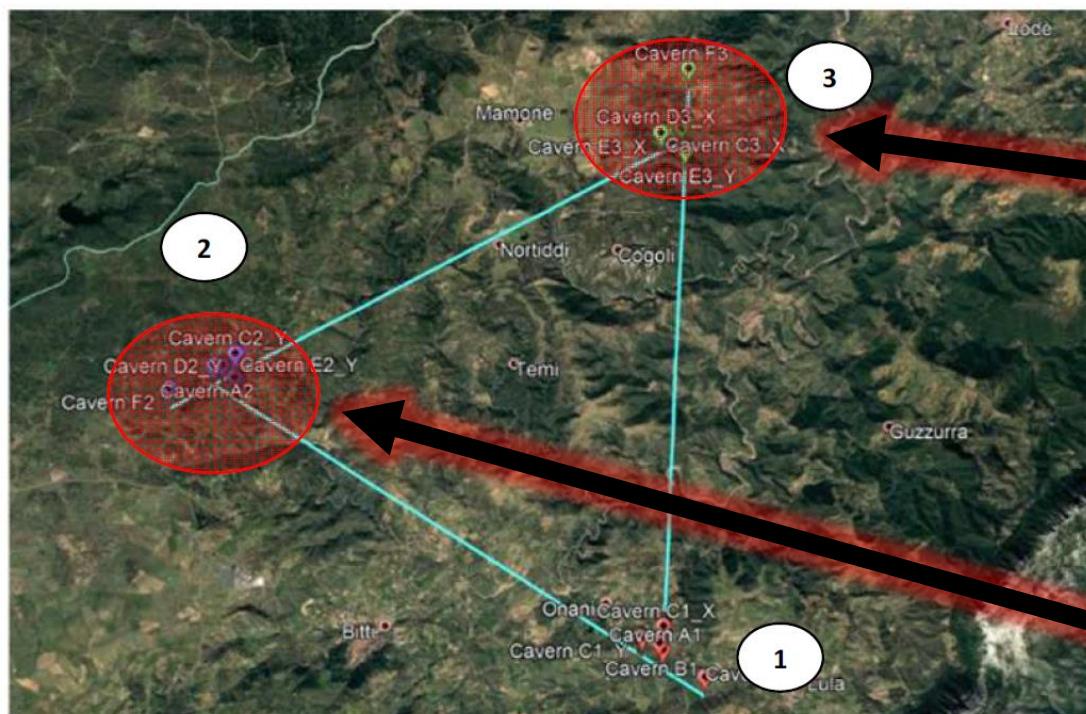 Lodè
Cavern F3
3
Mamone
Cavern D3_X
Cavern E3_X
Cavern C3_X
Cavern E3_Y
2
Nortiddi
Cogoli
Cavern C2_Y
Cavern D2_Y
Cavern E2_Y
Temi
Cavern A2
Cavern F2
Guzzurra
Onani
Cavern C1_X
Bitti
Cavern A1
Cavern C1_Y
1
Cavern B1
Lula